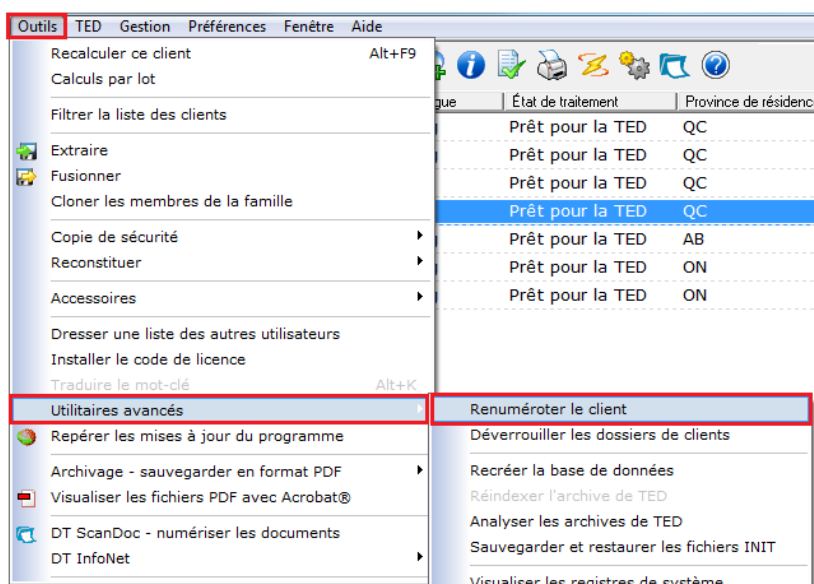 Outils TED Gestion Préférences Fenêtre Aide
Recalculer ce client Alt+F9
Calculs par lot
Filtrer la liste des clients
Extraire
Fusionner
Cloner les membres de la famille
Copie de sécurité
Reconstituer
Accessoires
Dresser une liste des autres utilisateurs
Installer le code de licence
Traduire le mot-clé Alt+K
Utilitaires avancés
Repérer les mises à jour du programme
Archivage - sauvegarder en format PDF
Visualiser les fichiers PDF avec Acrobat®
DT ScanDoc - numériser les documents
DT InfoNet
État de traitement Province de résidenc
Prêt pour la TED QC
Prêt pour la TED QC
Prêt pour la TED QC
Prêt pour la TED QC
Prêt pour la TED AB
Prêt pour la TED ON
Prêt pour la TED ON
Renuméroter le client
Déverrouiller les dossiers de clients
Recréer la base de données
Réindexer l'archive de TED
Analyser les archives de TED
Sauvegarder et restaurer les fichiers INIT
Visualiser les registres de système